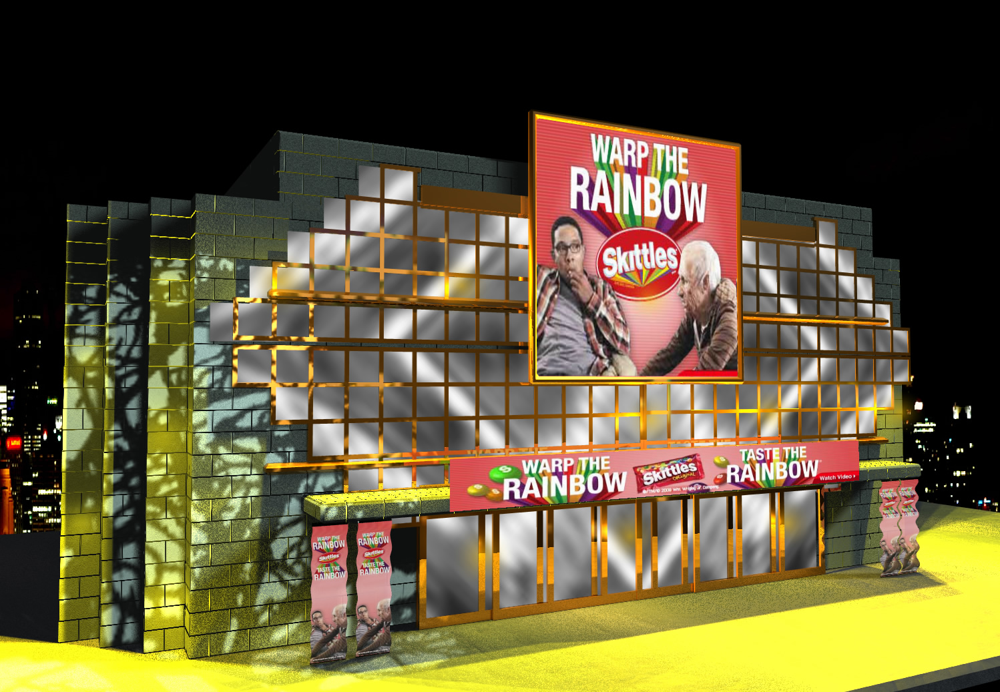 WARP THE
RAINBOW
Skittles
WARP THE
RAINBOW
Skittles
ORIGINAL
TASTE THE
RAINBOW
Watch Video
WARP THE
RAINBOW
Skittles
TASTE THE
RAINBOW
WARP THE
RAINBOW
Skittles
TASTE THE
RAINBOW